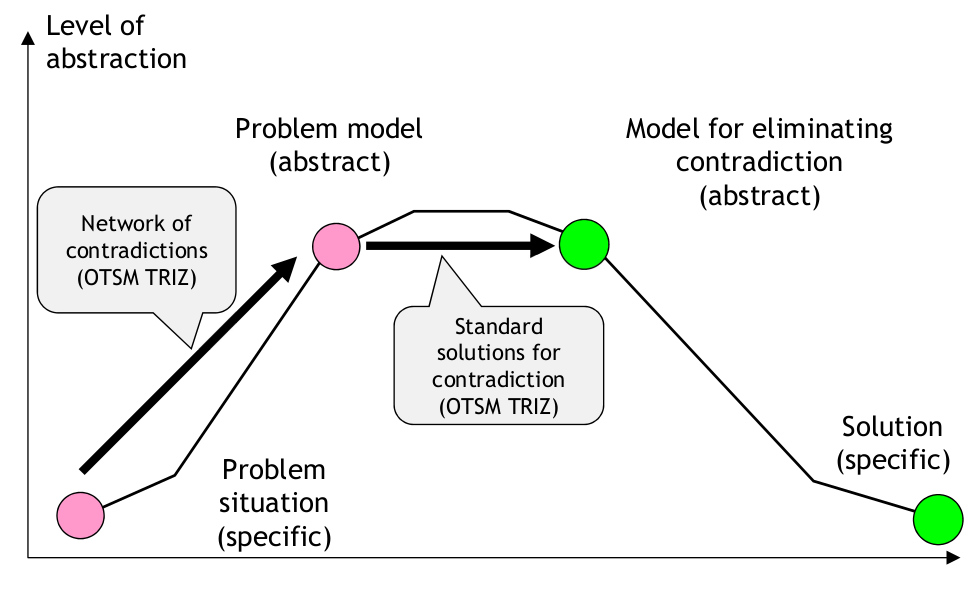 Level of
abstraction
Problem model
(abstract)
Model for eliminating
contradiction
(abstract)
Network of
contradictions
(OTSM TRIZ)
Standard
solutions for
contradiction
(OTSM TRIZ)
Problem
situation
(specific)
Solution
(specific)